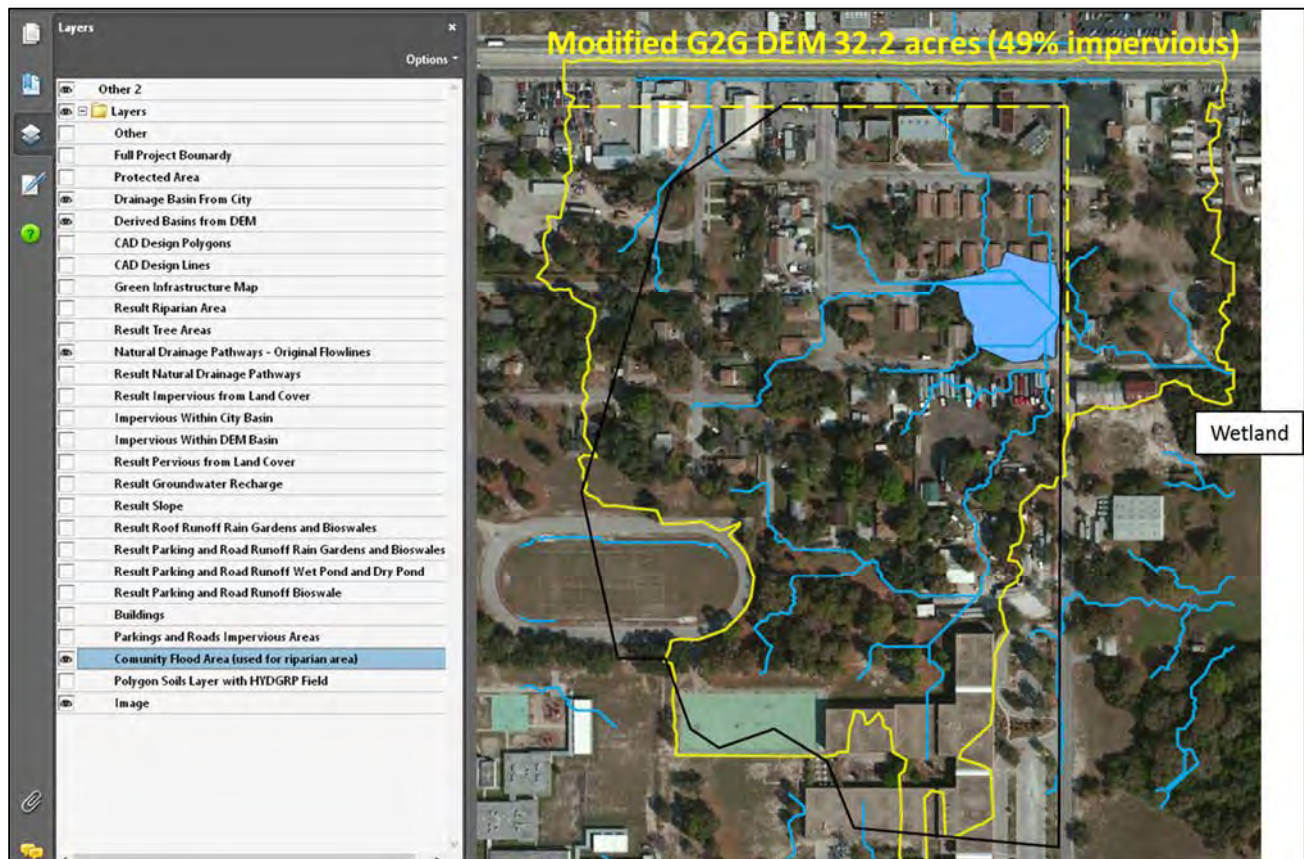 Layers
Options
Other 2
Layers
Other
Full Project Bounardy
Protected Area
Drainage Basin From City
Derived Basins from DEM
CAD Design Polygons
CAD Design Lines
Green Infrastructure Map
Result Riparian Area
Result Tree Areas
Natural Drainage Pathways - Original Flowlines
Result Natural Drainage Pathways
Result Impervious from Land Cover
Impervious Within City Basin
Impervious Within DEM Basin
Result Pervious from Land Cover
Result Groundwater Recharge
Result Slope
Result Roof Runoff Rain Gardens and Bioswales
Result Parking and Road Runoff Rain Gardens and Bioswales
Result Parking and Road Runoff Wet Pond and Dry Pond
Result Parking and Road Runoff Bioswale
Buildings
Parkings and Roads Impervious Areas
Comunity Flood Area (used for riparian area)
Polygon Soils Layer with HYDGRP Field
Image
Modified G2G DEM 32.2 acres (49% impervious)
Wetland